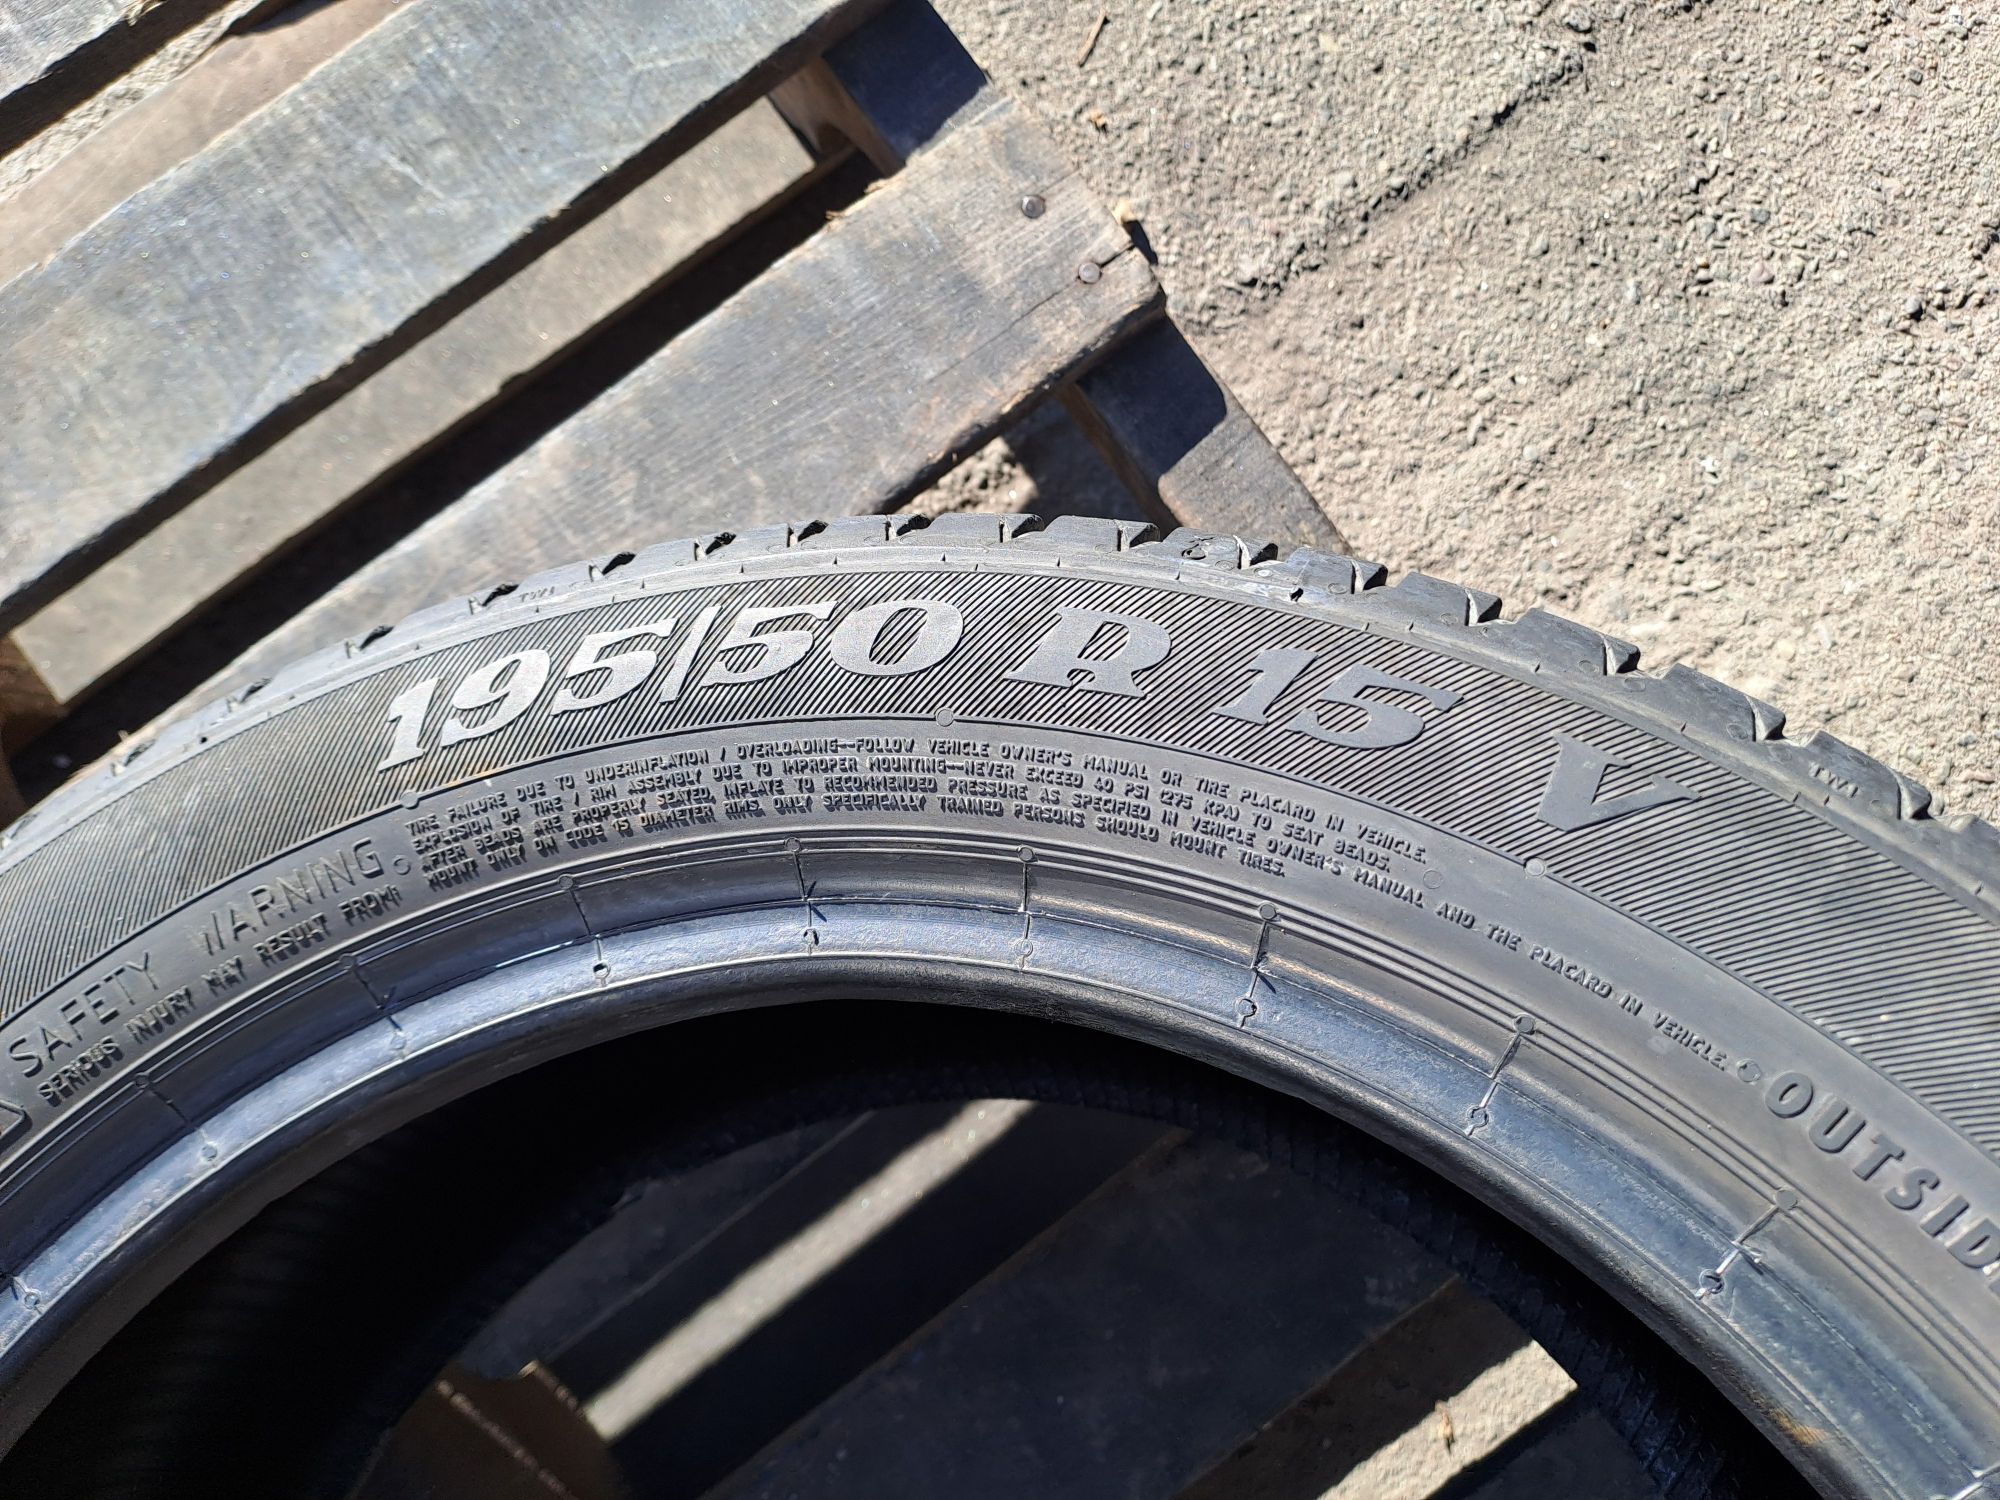 TWI
TWI
195/50 R 15 V
SAFETY WARNING
SERIOUS INJURY MAY RESULT FROM:
TIRE FAILURE DUE TO UNDERINFLATION / OVERLOADING--FOLLOW VEHICLE OWNER'S MANUAL OR TIRE PLACARD IN VEHICLE.
EXPLOSION OF TIRE / RIM ASSEMBLY DUE TO IMPROPER MOUNTING--NEVER EXCEED 40 PSI (275 KPA) TO SEAT BEADS.
AFTER BEADS ARE PROPERLY SEATED, INFLATE TO RECOMMENDED PRESSURE AS SPECIFIED IN VEHICLE OWNER'S MANUAL AND THE PLACARD IN VEHICLE.
MOUNT ONLY ON CODE 15 DIAMETER RIMS. ONLY SPECIFICALLY TRAINED PERSONS SHOULD MOUNT TIRES.
OUTSID